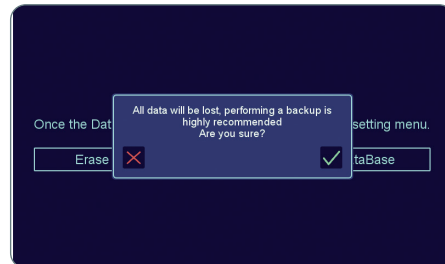 All data will be lost, performing a backup is
highly recommended
Are you sure?
Once the Dat setting menu.
Erase taBase